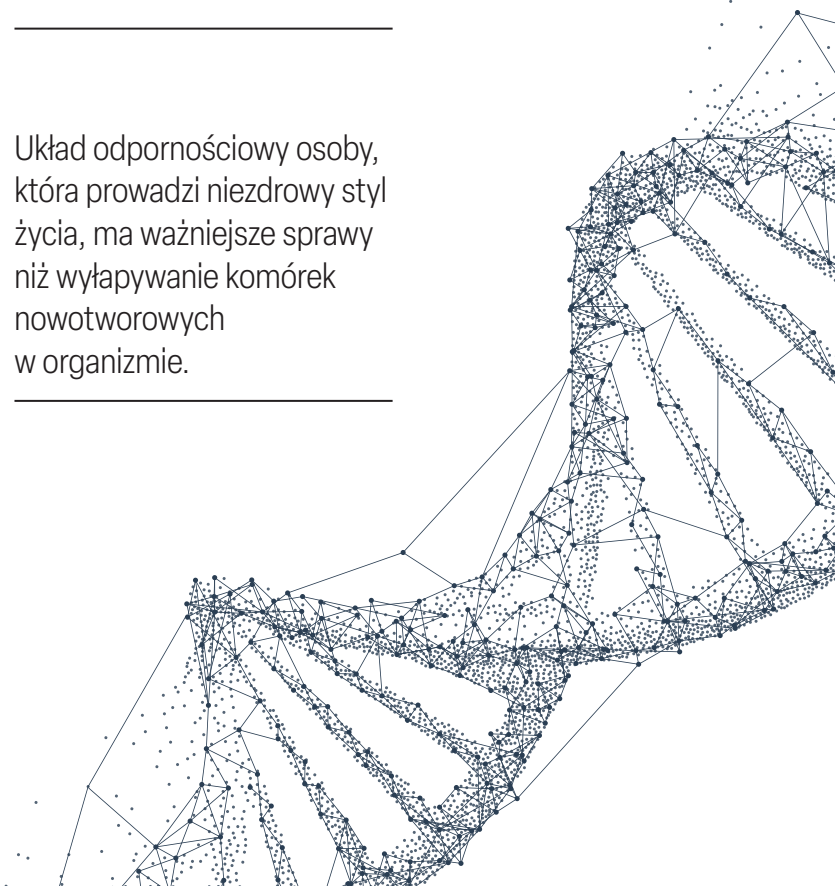 Układ odpornościowy osoby,
która prowadzi niezdrowy styl
życia, ma ważniejsze sprawy
niż wyłapywanie komórek
nowotworowych
w organizmie.